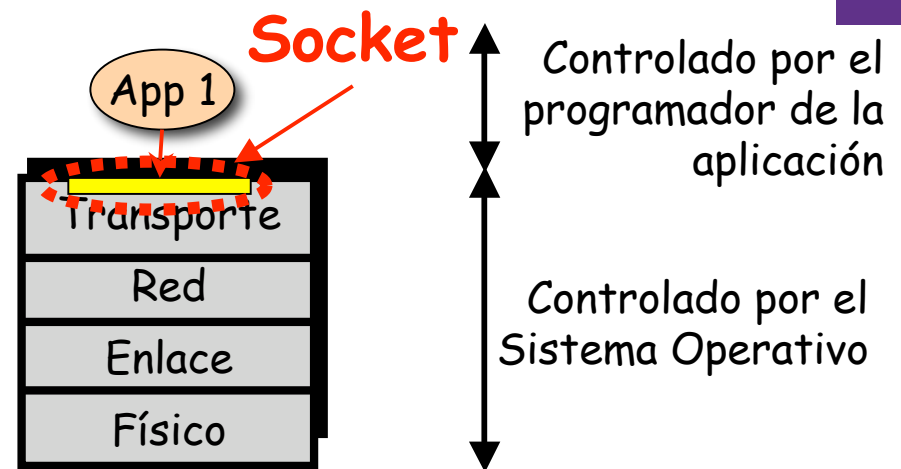 Socket
App 1
Controlado por el
programador de la
aplicación
Transporte
Red
Enlace
Físico
Controlado por el
Sistema Operativo